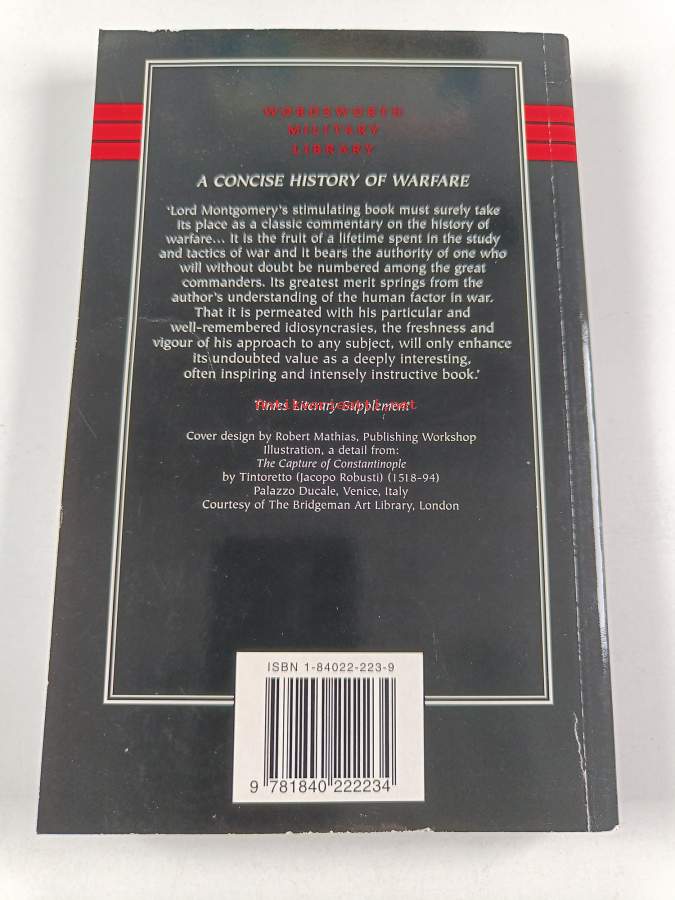 WORDSWORTH
MILITARY
LIBRARY
A CONCISE HISTORY OF WARFARE
'Lord Montgomery's stimulating book must surely take
its place as a classic commentary on the history of
warfare... It is the fruit of a lifetime spent in the study
and tactics of war and it bears the authority of one who
will without doubt be numbered among the great
commanders. Its greatest merit springs from the
author's understanding of the human factor in war.
That it is permeated with his particular and
well-remembered idiosyncrasies, the freshness and
vigour of his approach to any subject, will only enhance
its undoubted value as a deeply interesting,
often inspiring and intensely instructive book.'
Times Literary Supplement
Cover design by Robert Mathias, Publishing Workshop
Illustration, a detail from:
The Capture of Constantinople
by Tintoretto (Jacopo Robusti) (1518-94)
Palazzo Ducale, Venice, Italy
Courtesy of The Bridgeman Art Library, London
ISBN 1-84022-223-9
9 781840 222234